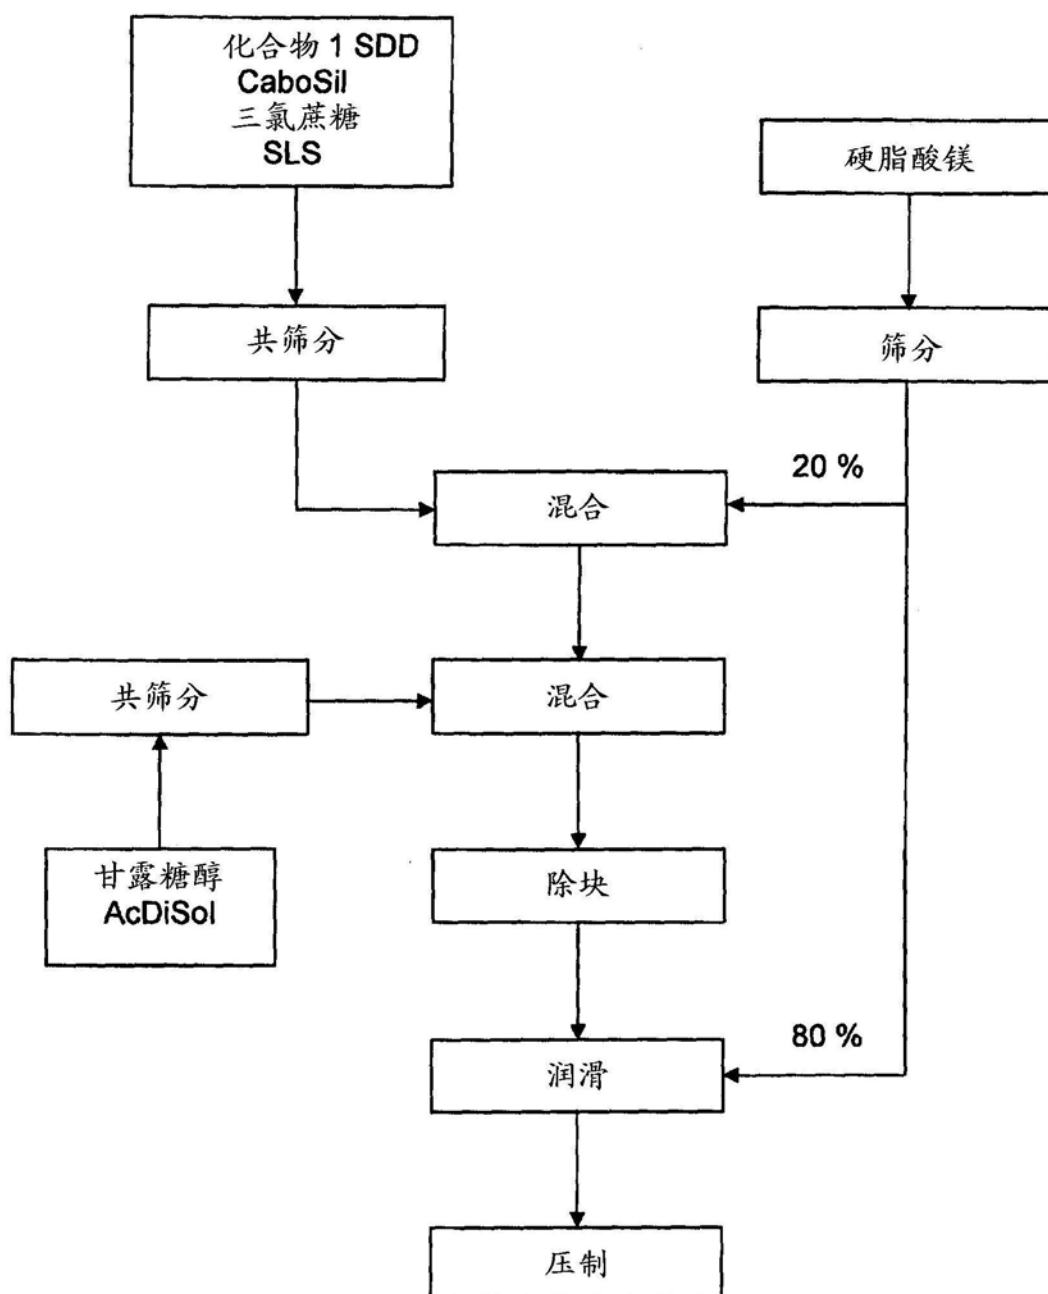 化合物 1 SDD
CaboSil
三氯蔗糖
SLS
硬脂酸镁
共筛分
筛分
20 %
混合
共筛分
混合
甘露糖醇
AcDiSol
除块
80 %
润滑
压制